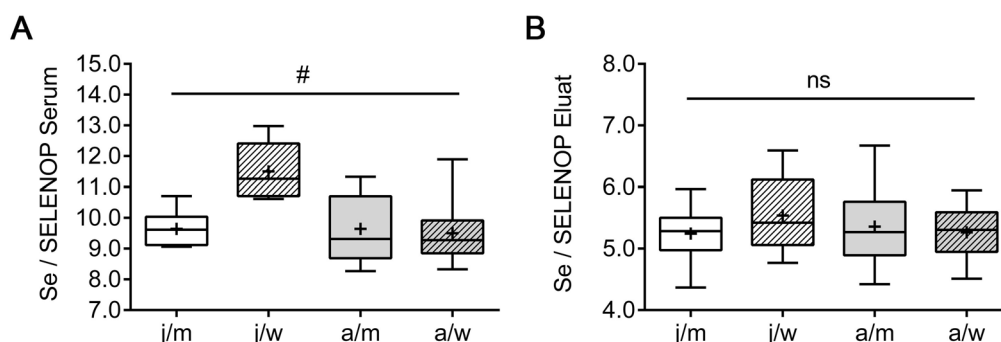 A
Se / SELENOP Serum
15.0
14.0
13.0
12.0
11.0
10.0
9.0
8.0
7.0
#
j/m
j/w
a/m
a/w
B
Se / SELENOP Eluat
8.0
7.0
6.0
5.0
4.0
ns
j/m
j/w
a/m
a/w